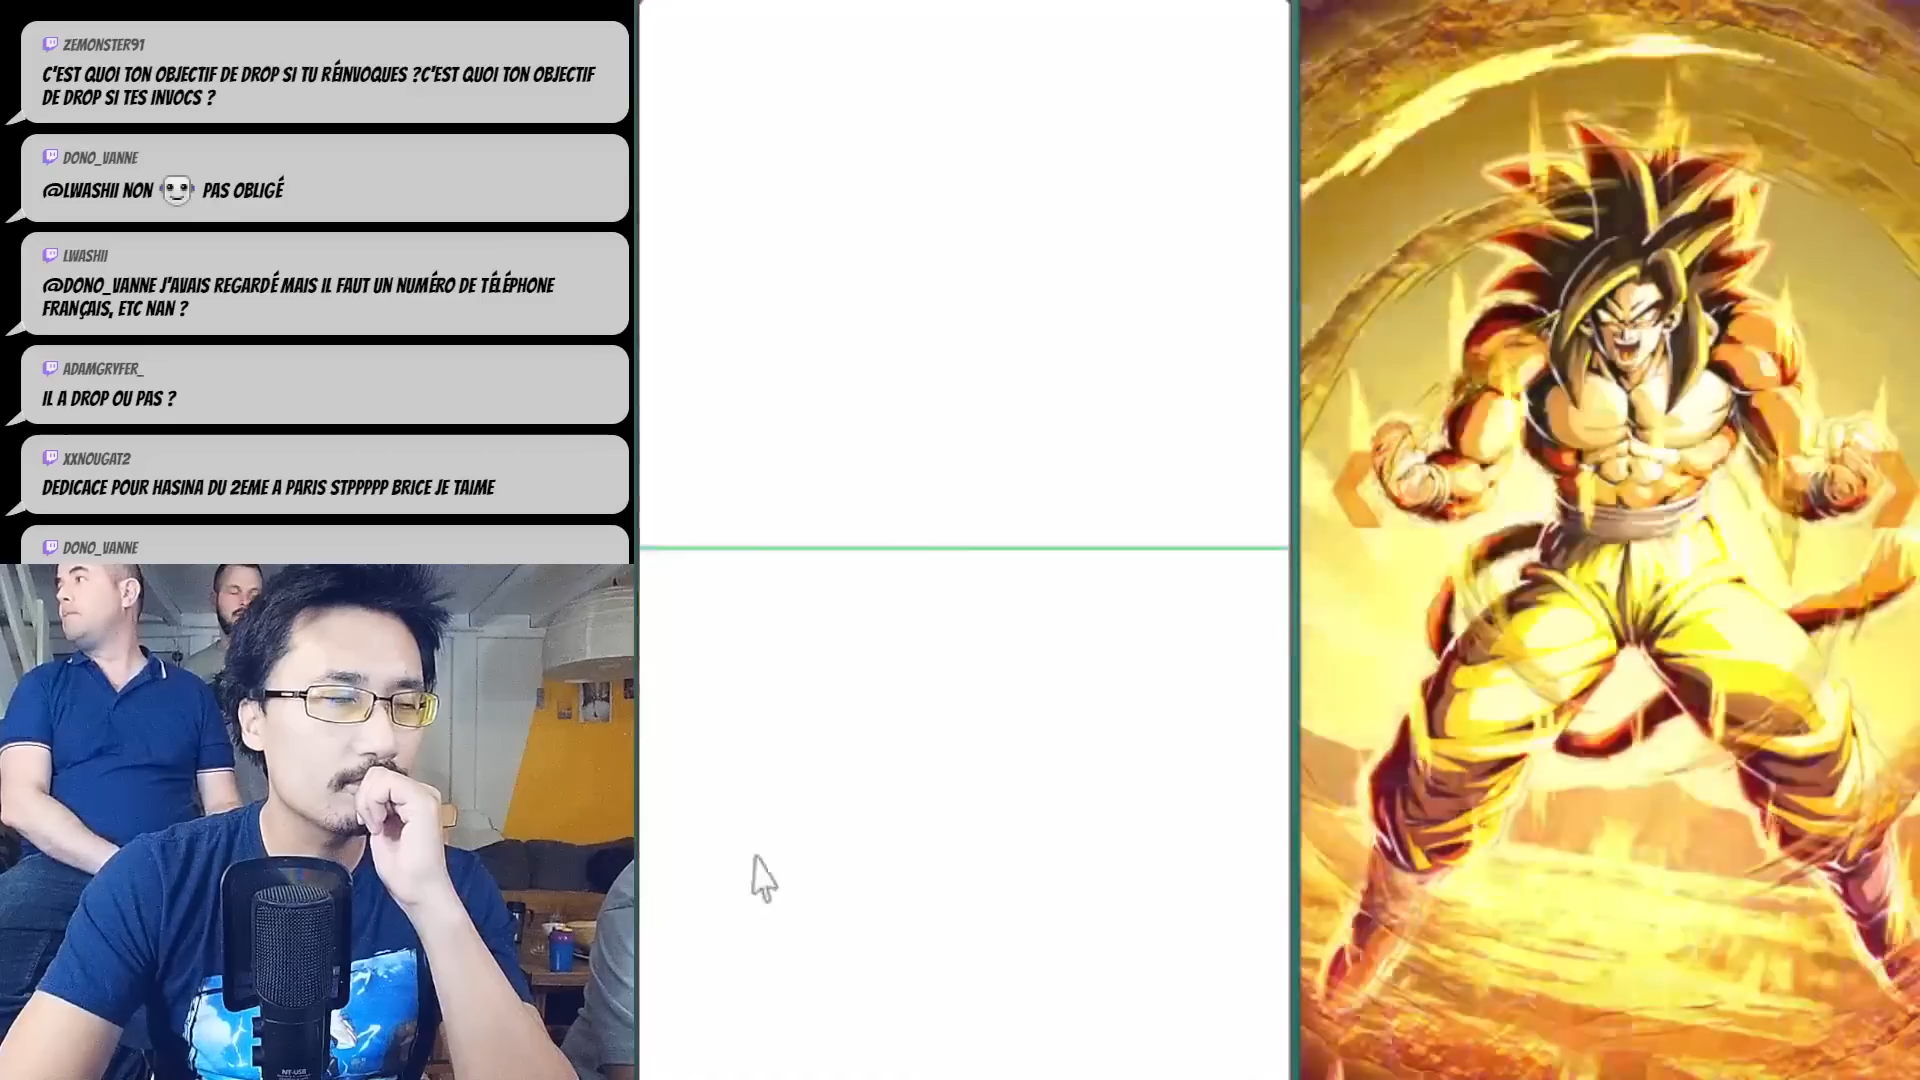 ZEMONSTER91
C'EST QUOI TON OBJECTIF DE DROP SI TU RÉINVOQUES ?C'EST QUOI TON OBJECTIF
DE DROP SI TES INVOCS ?
DONO_VANNE
@LWASHII NON PAS OBLIGÉ
LWASHII
@DONO_VANNE J'AVAIS REGARDÉ MAIS IL FAUT UN NUMÉRO DE TÉLÉPHONE
FRANÇAIS, ETC NAN ?
ADAMGRYFER_
IL A DROP OU PAS ?
XXNOUGAT2
DEDICACE POUR HASINA DU 2EME A PARIS STPPPPP BRICE JE TAIME
DONO_VANNE
NT-USB